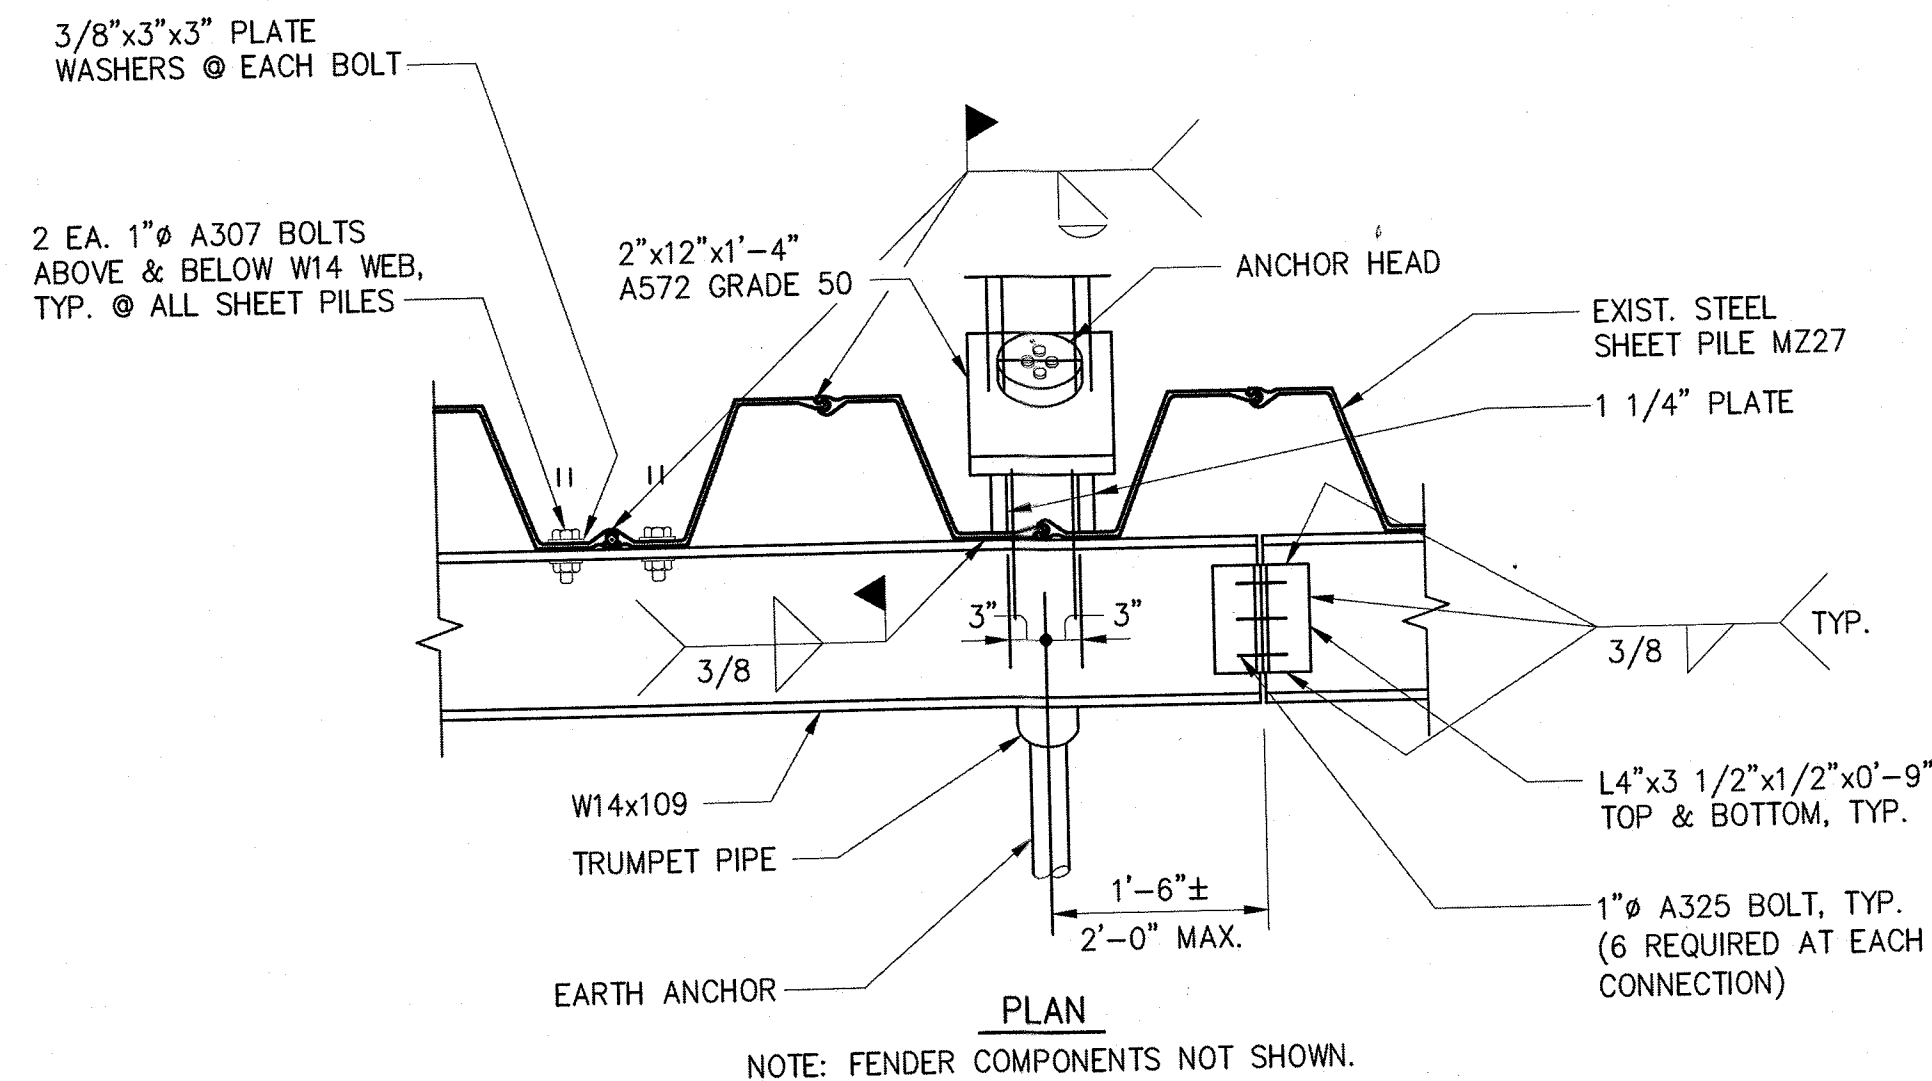 3/8"x3"x3" PLATE
WASHERS @ EACH BOLT
2 EA. 1"ø A307 BOLTS
ABOVE & BELOW W14 WEB,
TYP. @ ALL SHEET PILES
2"x12"x1'-4"
A572 GRADE 50
ANCHOR HEAD
EXIST. STEEL
SHEET PILE MZ27
1 1/4" PLATE
3"
3"
3/8
3/8
TYP.
W14x109
TRUMPET PIPE
L4"x3 1/2"x1/2"x0'-9"
TOP & BOTTOM, TYP.
1'-6"±
2'-0" MAX.
1"ø A325 BOLT, TYP.
(6 REQUIRED AT EACH
CONNECTION)
EARTH ANCHOR
PLAN
NOTE: FENDER COMPONENTS NOT SHOWN.